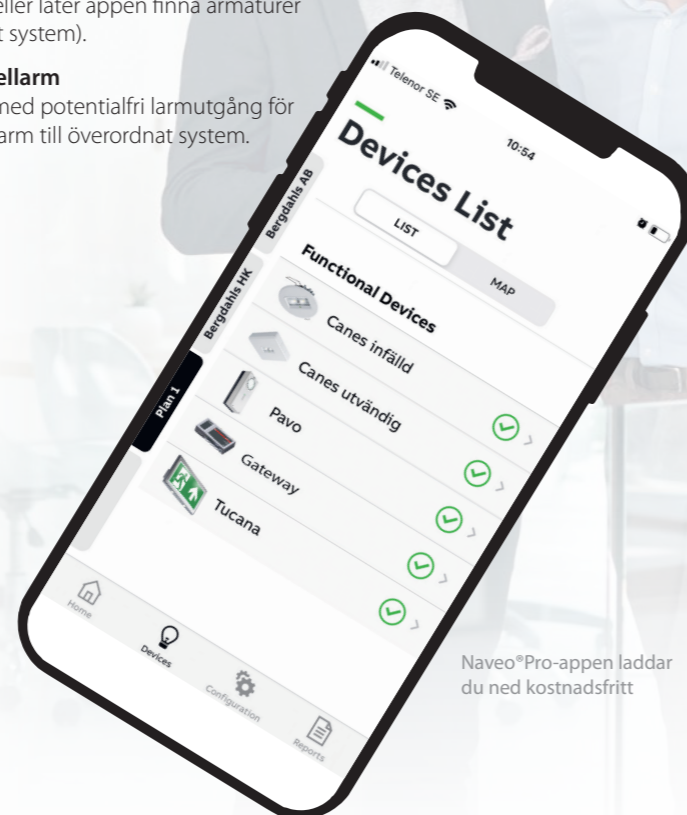 eller låter appen finna armaturer
t system).
ellarm
med potentialfri larmutgång för
arm till överordnat system.
Telenor SE
10:54
Devices List
LIST
MAP
Bergdahls AB
Bergdahls HK
Plan 1
Functional Devices
Canes infälld
Canes utvändig
Pavo
Gateway
Tucana
Home
Devices
Configuration
Reports
Naveo®Pro-appen laddar
du ned kostnadsfritt